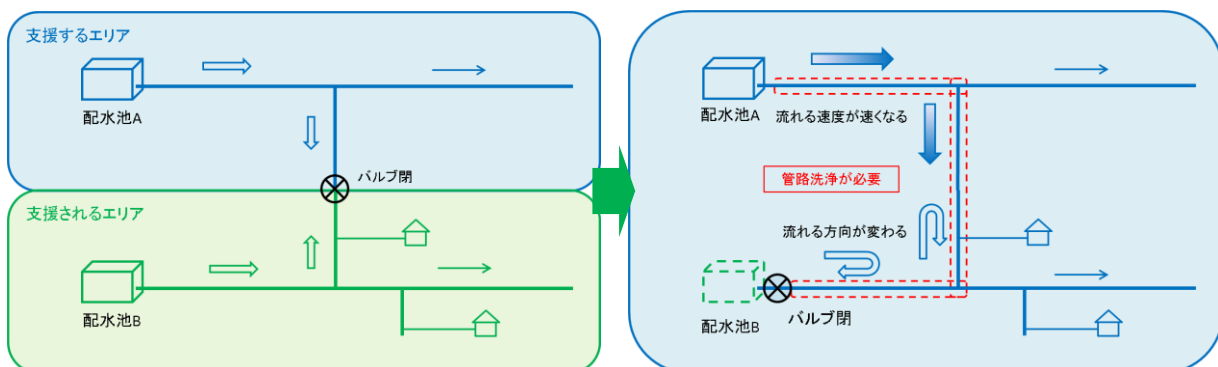 支援するエリア
配水池A
バルブ閉
支援されるエリア
配水池B
配水池A
流れる速度が速くなる
管路洗浄が必要
流れる方向が変わる
配水池B
バルブ閉